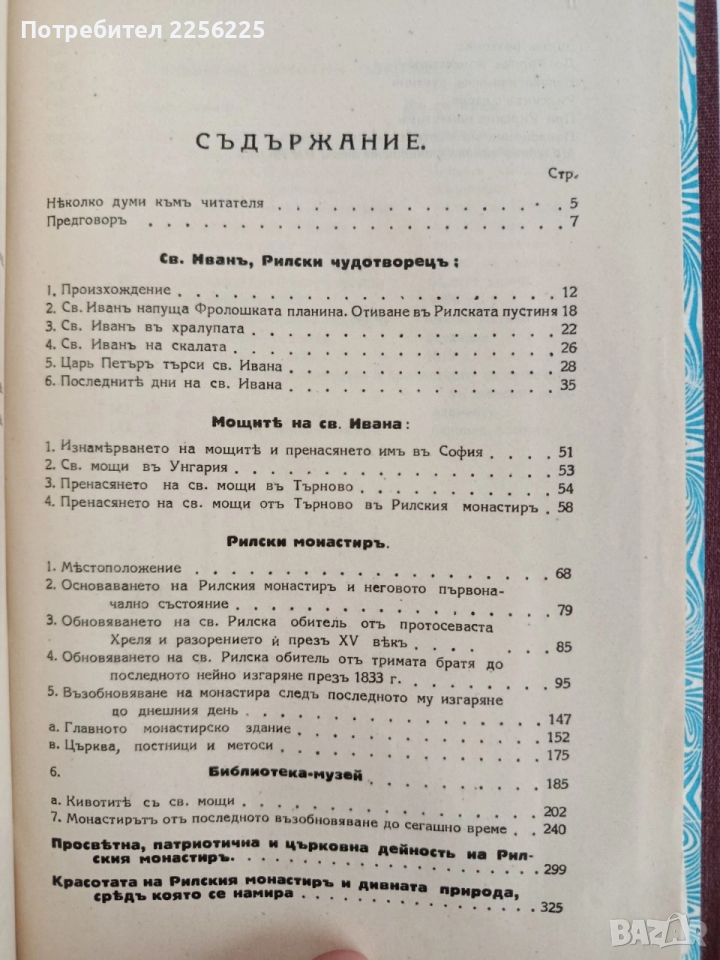 Потребител 2256225
СЪДЪРЖАНИЕ.
Стр.
Нѣколко думи къмъ читателя . . . . . . . . . . . 5
Предговоръ . . . . . . . . . . . . . . . . 7
Св. Иванъ, Рилски чудотворецъ:
1. Произхождение . . . . . . . . . . . . . . 12
2. Св. Иванъ напуща Фролошката планина. Отиване въ Рилската пустиня 18
3. Св. Иванъ въ хралупата . . . . . . . . . . . . 22
4. Св. Иванъ на скалата . . . . . . . . . . . . . 26
5. Царь Петъръ търси св. Ивана . . . . . . . . . . 28
6. Последнитѣ дни на св. Ивана . . . . . . . . . . 35
Мощитѣ на св. Ивана:
1. Изнамѣрването на мощитѣ и пренасянето имъ въ София . . . . 51
2. Св. мощи въ Унгария . . . . . . . . . . . . . 53
3. Пренасянето на св. мощи въ Търново . . . . . . . . 54
4. Пренасянето на св. мощи отъ Търново въ Рилския монастиръ . 58
Рилски монастиръ.
1. Мѣстоположение . . . . . . . . . . . . . . 68
2. Основаването на Рилския монастиръ и неговото първона-
чално състояние . . . . . . . . . . . . . 79
3. Обновяването на св. Рилска обитель отъ протосеваста
Хреля и разорението ѝ презъ XV вѣкъ . . . . . . 85
4. Обновяването на св. Рилска обитель отъ тримата братя до
последното нейно изгаряне презъ 1833 г. . . . . . . 95
5. Възобновяване на монастира следъ последното му изгаряне
до днешния день . . . . . . . . . . . . . 147
а. Главното монастирско здание . . . . . . . . . . 152
в. Църква, постници и метоси . . . . . . . . . . . 175
6. Библиотека-музей . . . . . . . 185
а. Кивотитѣ съ св. мощи . . . . . . . . . . . . 202
7. Монастирътъ отъ последното възобновяване до сегашно време . . 240
Просвѣтна, патриотична и църковна дейность на Рил-
ския монастиръ. . . . . . . . . . . . . . 299
Красотата на Рилския монастиръ и дивната природа,
срѣдъ която се намира . . . . . . . . . . . 325
BAZAR